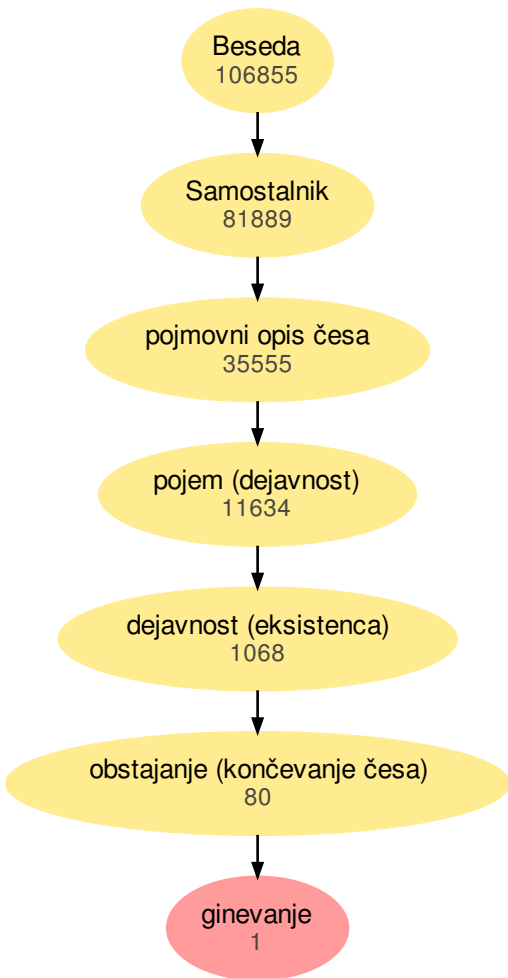 Beseda
106855
Samostalnik
81889
pojmovni opis česa
35555
pojem (dejavnost)
11634
dejavnost (eksistenca)
1068
obstajanje (končevanje česa)
80
ginevanje
1